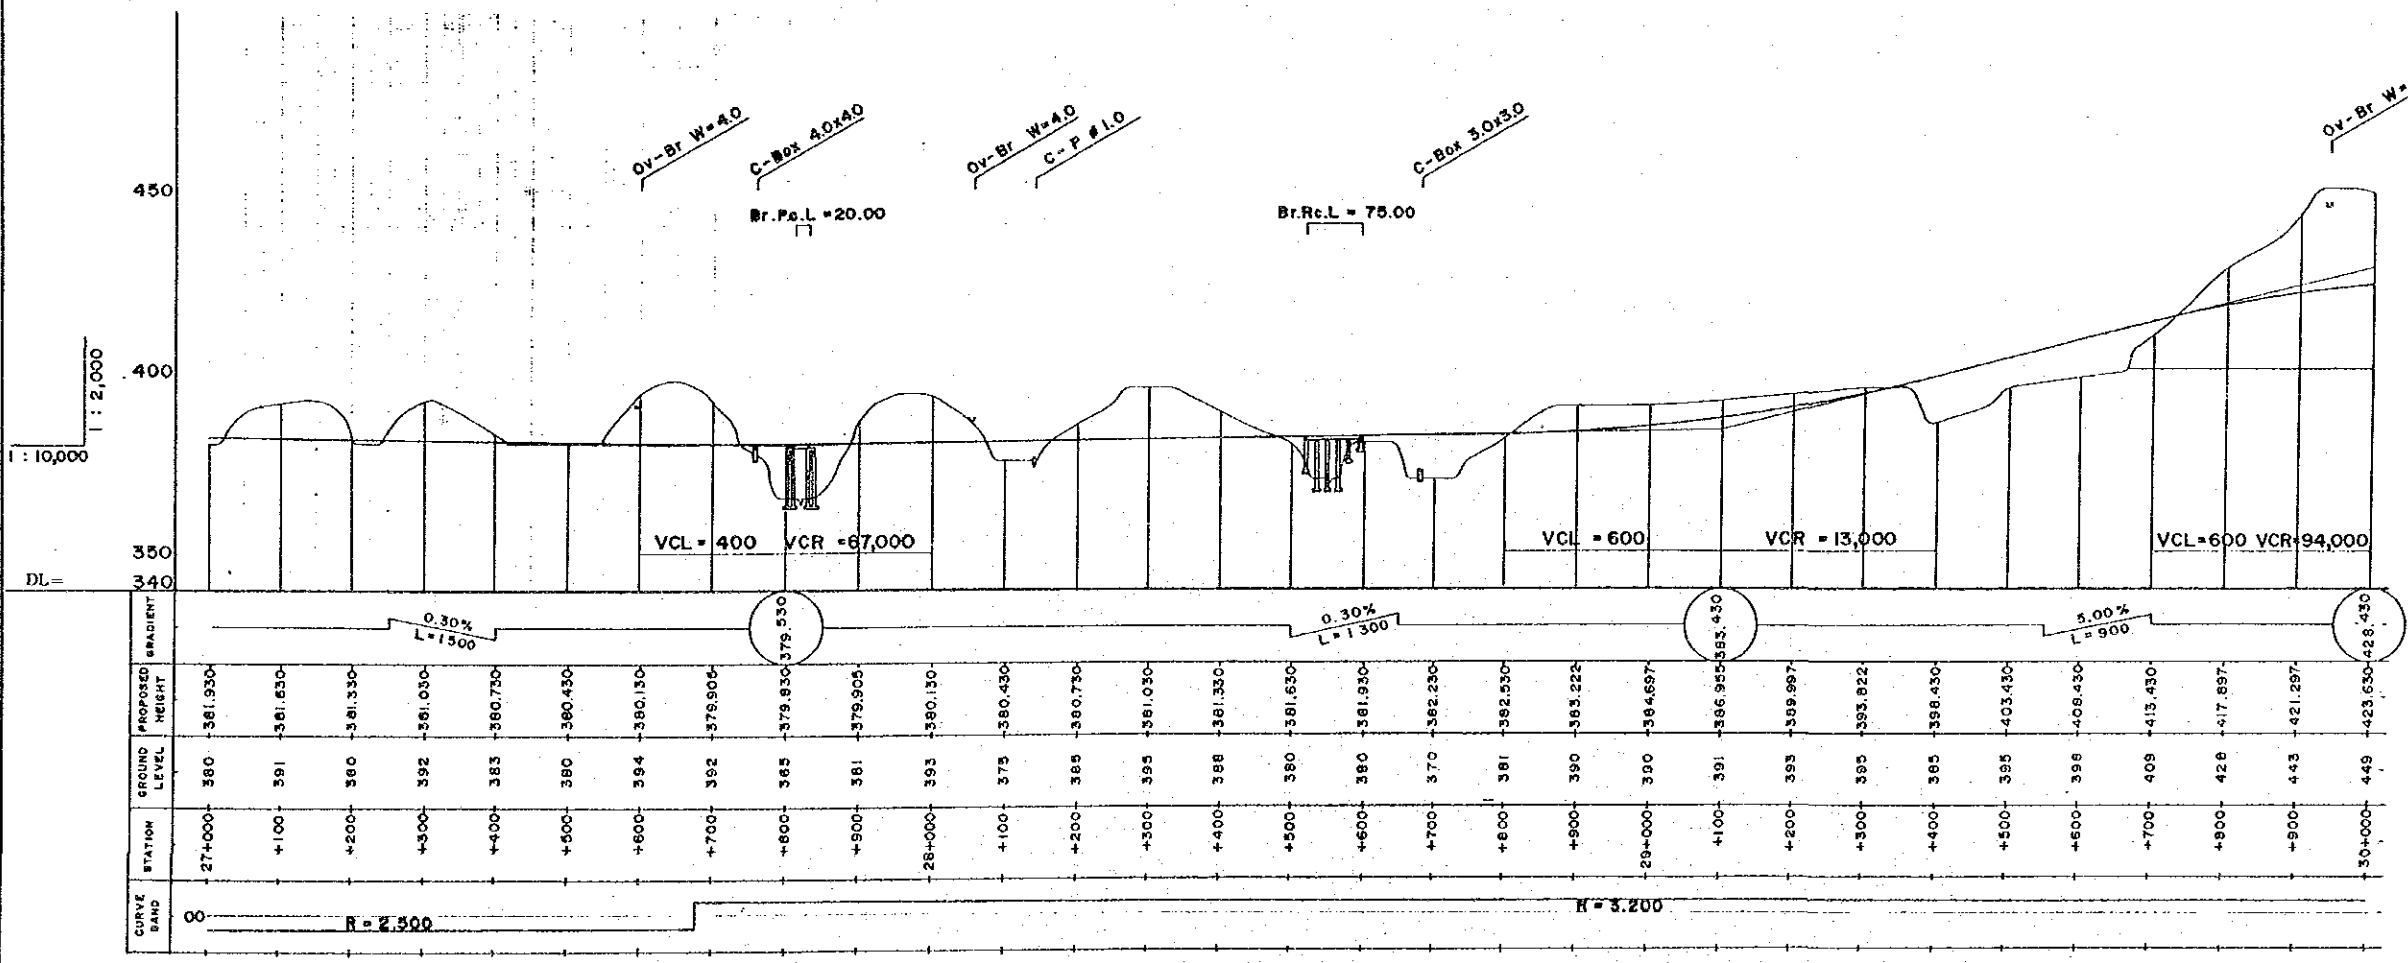 Ov-Br W=4.0
C-Box 4.0x4.0
Ov-Br W=4.0
C-P ø1.0
C-Box 3.0x3.0
Ov-Br W=
450
Br.Pc.L =20.00
Br.Rc.L = 75.00
400
1 : 2,000
1 : 10,000
VCL = 400 VCR =67,000
VCL = 600 VCR = 13,000
VCL=600 VCR=94,000
350
DL= 340
GRADIENT
0.30%
L=1500
379.530
0.30%
L=1300
383.430
5.00%
L=900
428.430
PROPOSED HEIGHT
381.930 381.630 381.330 381.030 380.730 380.430 380.130 379.905 379.830 379.905 380.130 380.430 380.730 381.030 381.330 381.630 381.930 382.230 382.530 383.222 384.697 386.955 389.997 393.822 398.430 403.430 408.430 413.430 417.897 421.297 423.630
GROUND LEVEL
380 391 380 392 383 380 394 392 365 381 393 375 385 395 388 380 380 370 381 390 390 391 393 395 385 395 398 409 428 443 449
STATION
27+000 +100 +200 +300 +400 +500 +600 +700 +800 +900 28+000 +100 +200 +300 +400 +500 +600 +700 +800 +900 29+000 +100 +200 +300 +400 +500 +600 +700 +800 +900 30+000
CURVE BAND
00
R = 2.500
R = 3.200